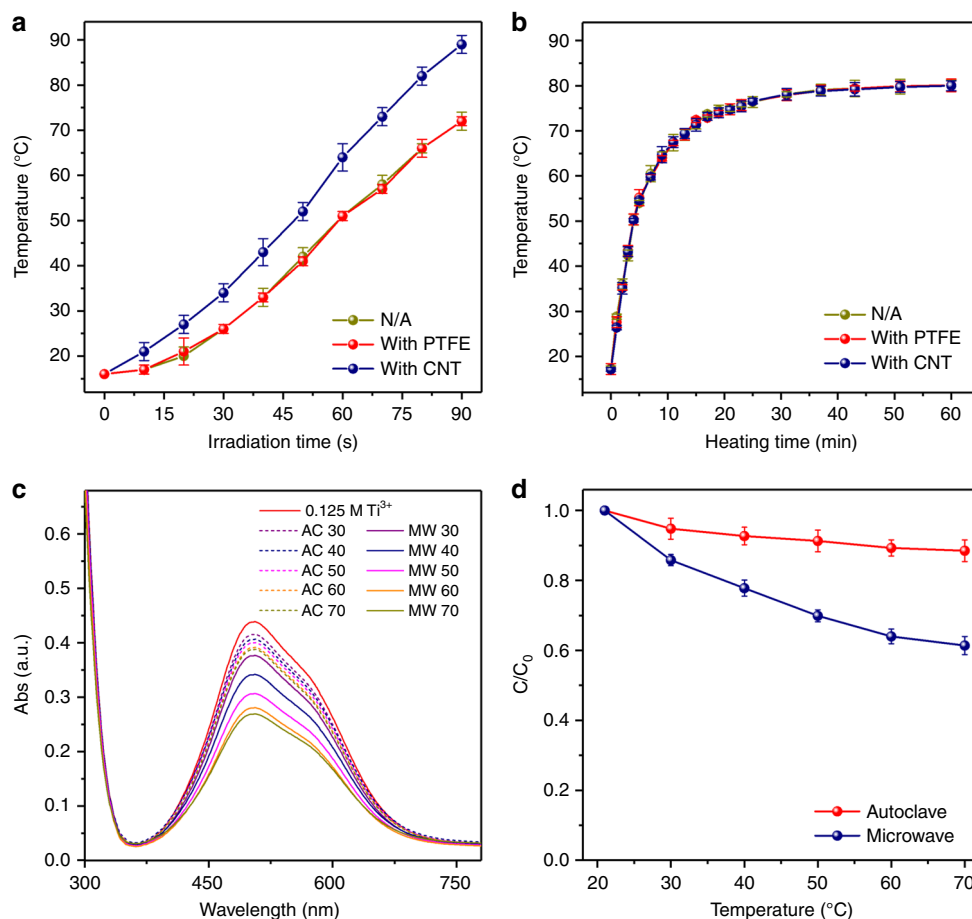 a
90
80
70
60
50
40
30
20
Temperature (°C)
N/A
With PTFE
With CNT
0 15 30 45 60 75 90
Irradiation time (s)
b
90
80
70
60
50
40
30
20
Temperature (°C)
N/A
With PTFE
With CNT
0 10 20 30 40 50 60
Heating time (min)
c
0.6
0.5
0.4
0.3
0.2
0.1
0.0
Abs (a.u.)
0.125 M Ti³⁺
AC 30 MW 30
AC 40 MW 40
AC 50 MW 50
AC 60 MW 60
AC 70 MW 70
300 450 600 750
Wavelength (nm)
d
1.0
0.8
0.6
0.4
0.2
0.0
C/C₀
Autoclave
Microwave
20 30 40 50 60 70
Temperature (°C)